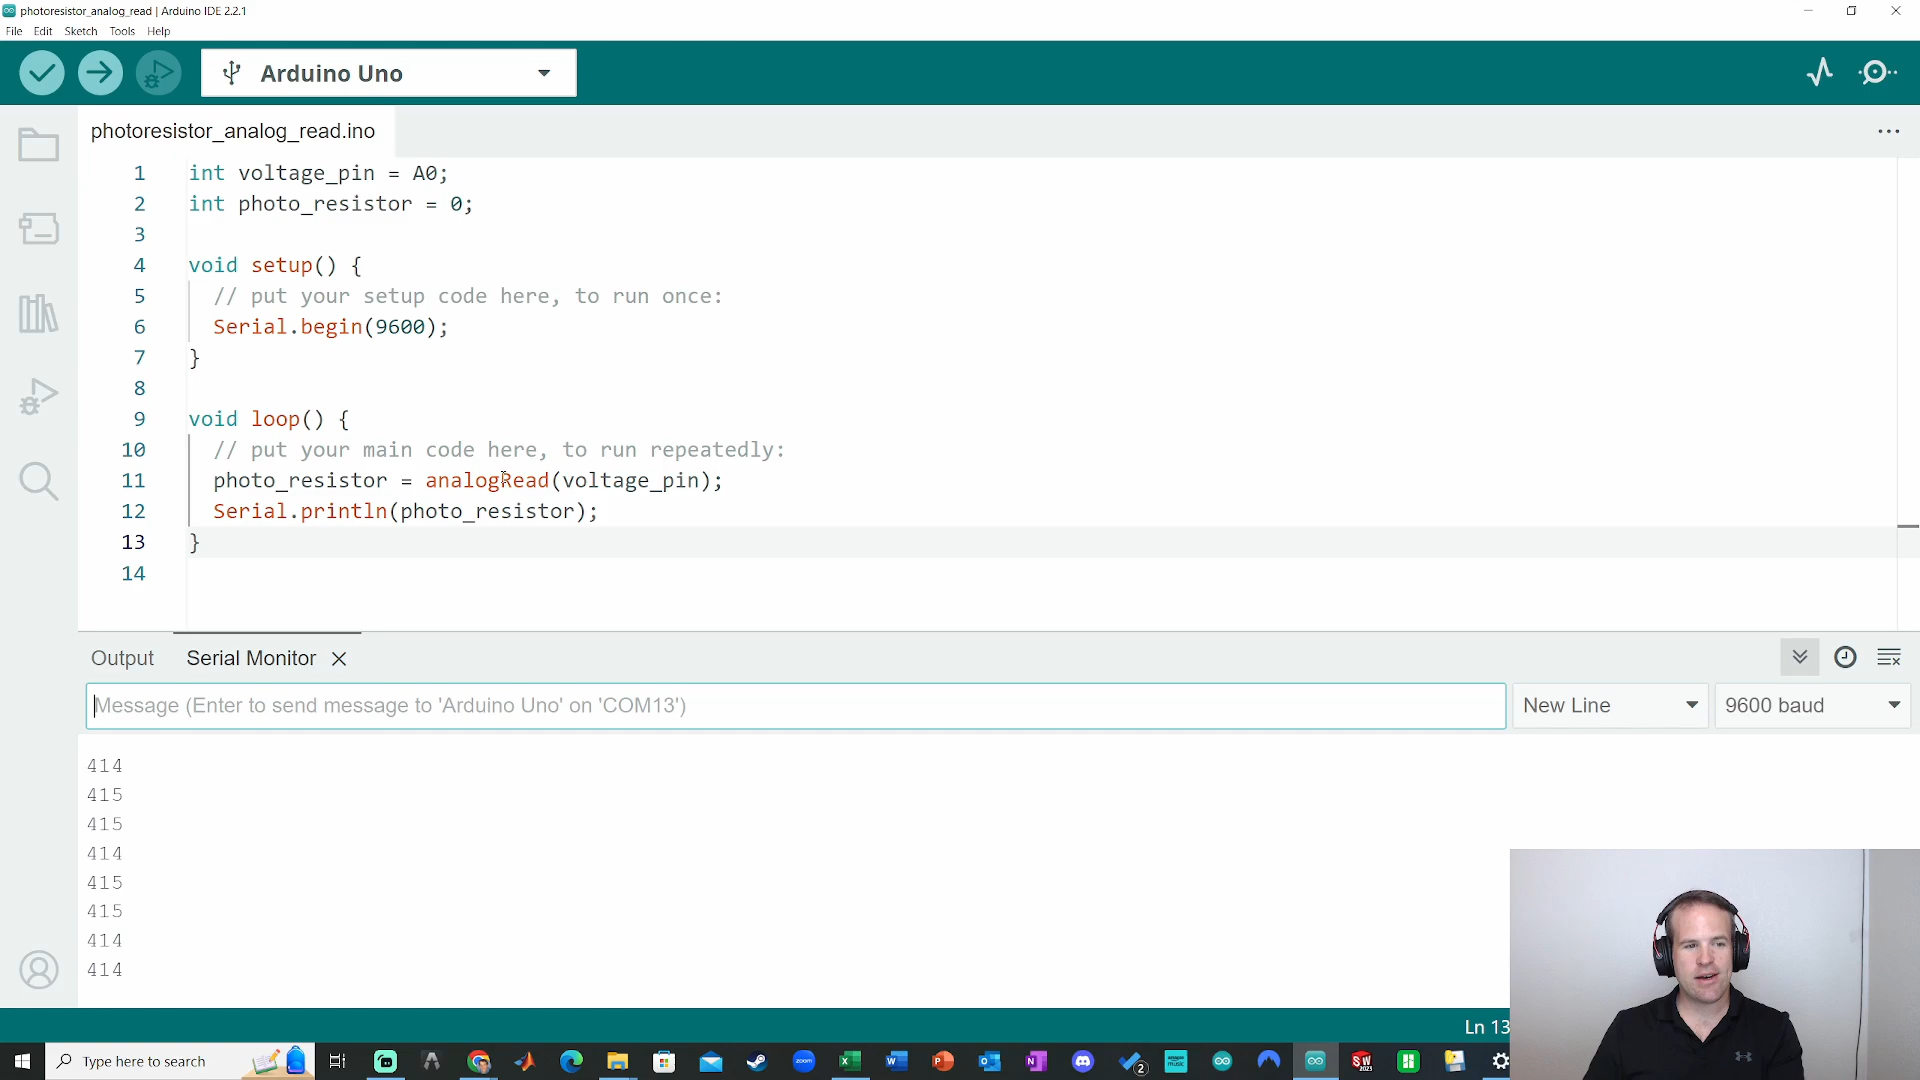 photoresistor_analog_read | Arduino IDE 2.2.1
File Edit Sketch Tools Help
Arduino Uno
photoresistor_analog_read.ino
1 int voltage_pin = A0;
2 int photo_resistor = 0;
3
4 void setup() {
5 // put your setup code here, to run once:
6 Serial.begin(9600);
7 }
8
9 void loop() {
10 // put your main code here, to run repeatedly:
11 photo_resistor = analogRead(voltage_pin);
12 Serial.println(photo_resistor);
13 }
14
Output Serial Monitor
Message (Enter to send message to 'Arduino Uno' on 'COM13') New Line 9600 baud
414
415
415
414
415
415
414
414
Ln 13
Type here to search zoom 2 SW 2023